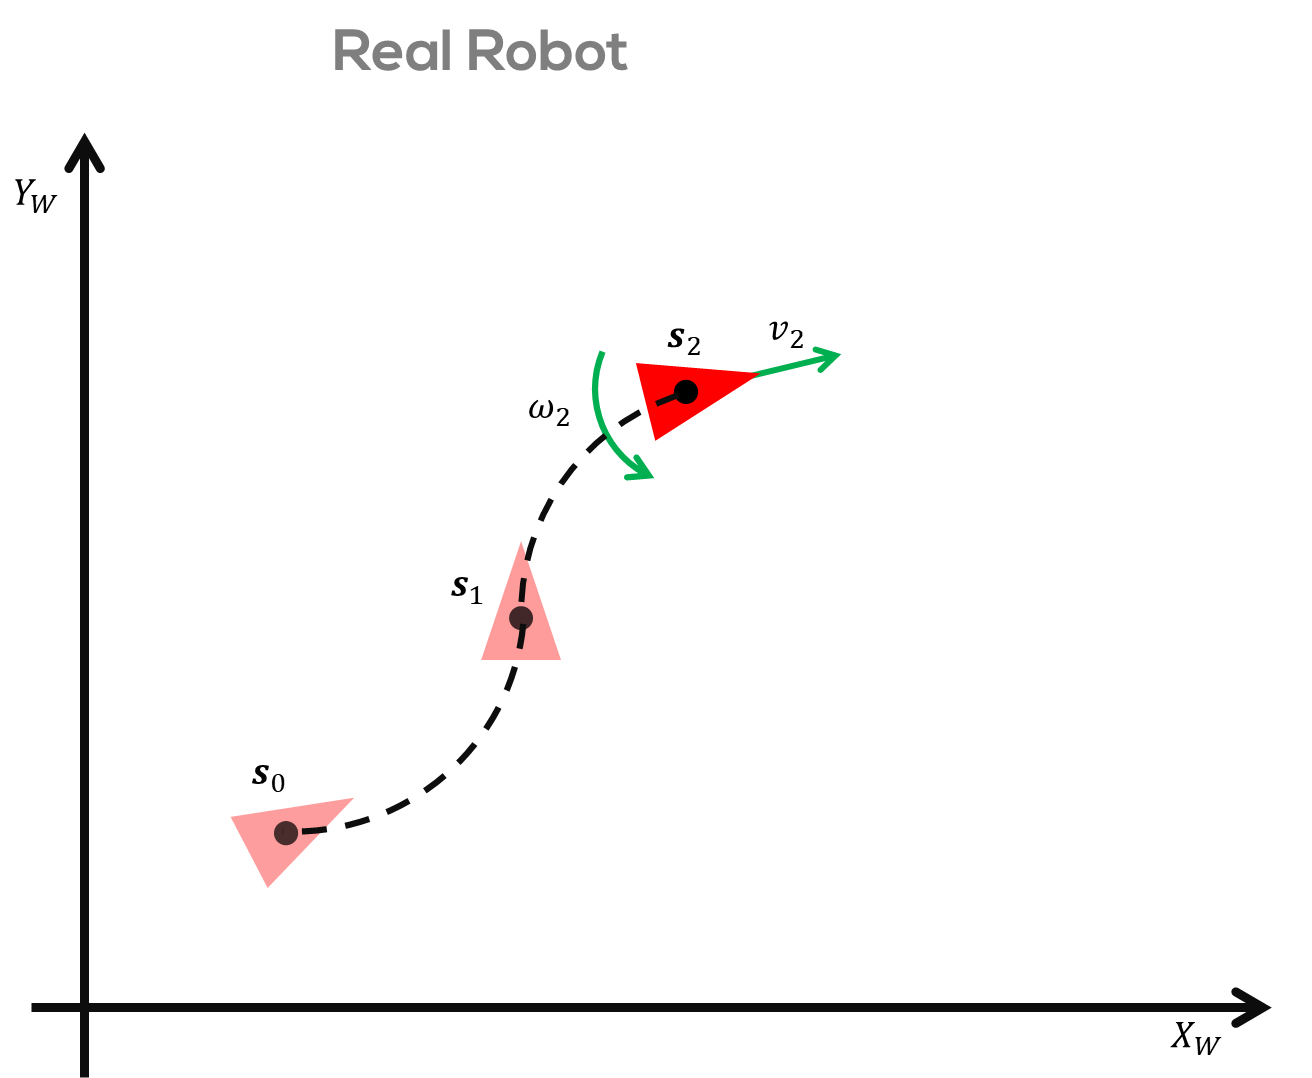 Real Robot
Y_W
s_2
v_2
ω_2
s_1
s_0
X_W